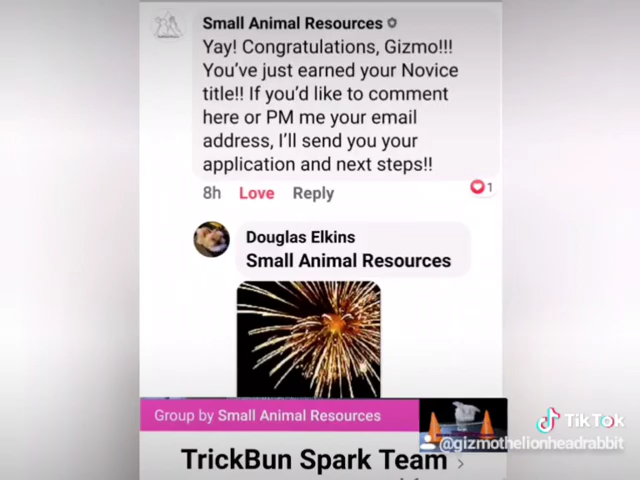 Small Animal Resources
Yay! Congratulations, Gizmo!!!
You've just earned your Novice
title!! If you'd like to comment
here or PM me your email
address, I'll send you your
application and next steps!!
8h Love Reply
1
Douglas Elkins
Small Animal Resources
Group by Small Animal Resources
TikTok
@gizmothelionheadrabbit
TrickBun Spark Team